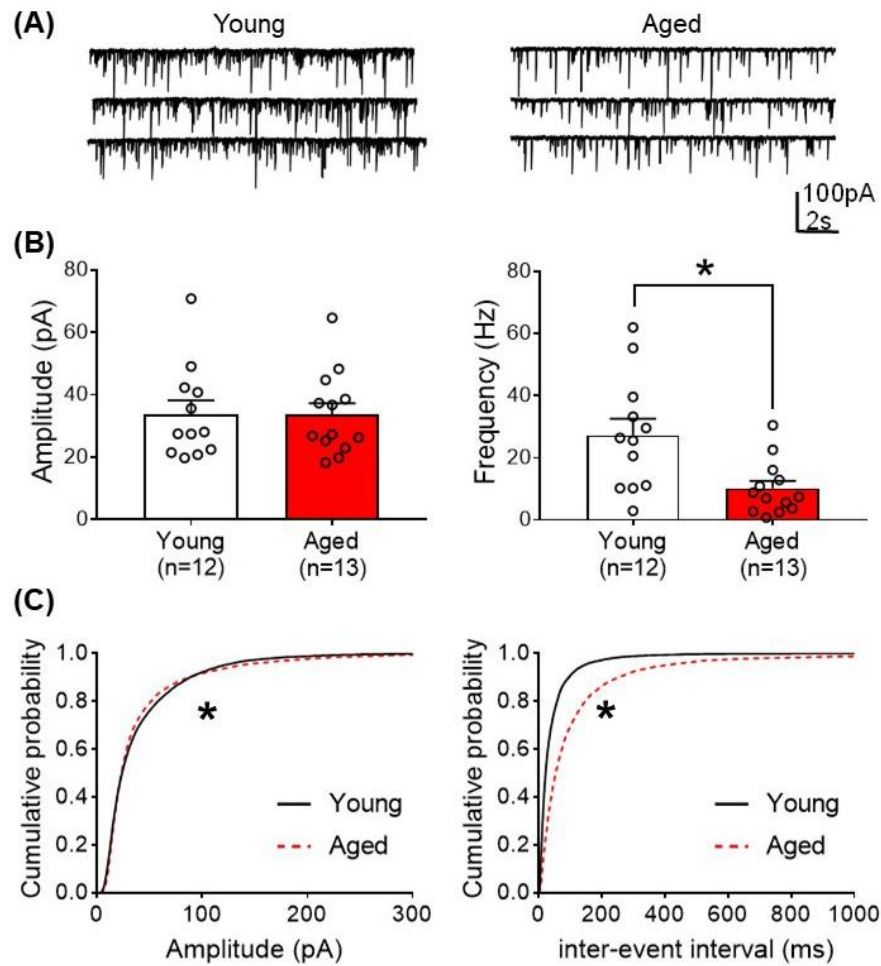 (A)
Young
Aged
100pA
2s
(B)
Amplitude (pA)
80
60
40
20
0
Young
(n=12)
Aged
(n=13)
Frequency (Hz)
80
60
40
20
0
*
Young
(n=12)
Aged
(n=13)
(C)
Cumulative probability
1.0
0.8
0.6
0.4
0.2
0.0
*
Young
Aged
0
100
200
300
Amplitude (pA)
Cumulative probability
1.0
0.8
0.6
0.4
0.2
0.0
*
Young
Aged
0
200
400
600
800
1000
inter-event interval (ms)